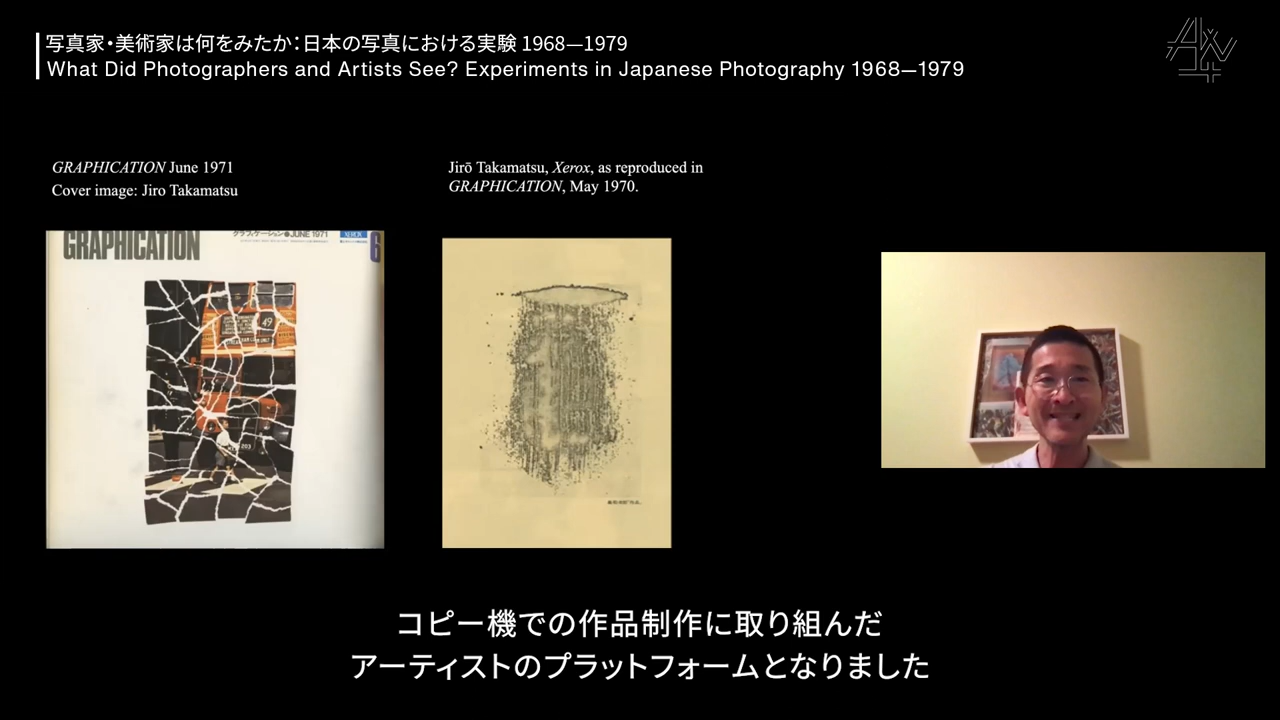 写真家・美術家は何をみたか：日本の写真における実験 1968—1979
What Did Photographers and Artists See? Experiments in Japanese Photography 1968—1979
GRAPHICATION June 1971
Cover image: Jiro Takamatsu
Jirō Takamatsu, Xerox, as reproduced in
GRAPHICATION, May 1970.
グラフィケーション●JUNE 1971
XEROX
GRAPHICATION
6
49
203
コピー機での作品制作に取り組んだ
アーティストのプラットフォームとなりました